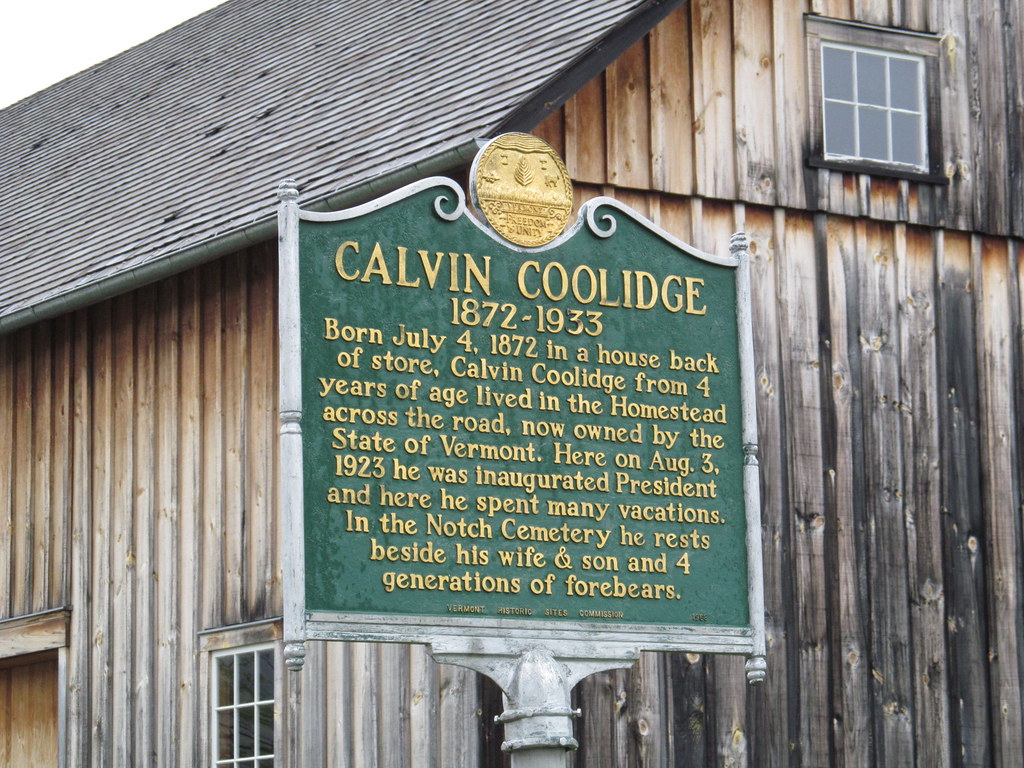 VERMONT
FREEDOM
& UNITY
CALVIN COOLIDGE
1872-1933
Born July 4, 1872 in a house back
of store, Calvin Coolidge from 4
years of age lived in the Homestead
across the road, now owned by the
State of Vermont. Here on Aug. 3,
1923 he was inaugurated President
and here he spent many vacations.
In the Notch Cemetery he rests
beside his wife & son and 4
generations of forebears.
VERMONT HISTORIC SITES COMMISSION